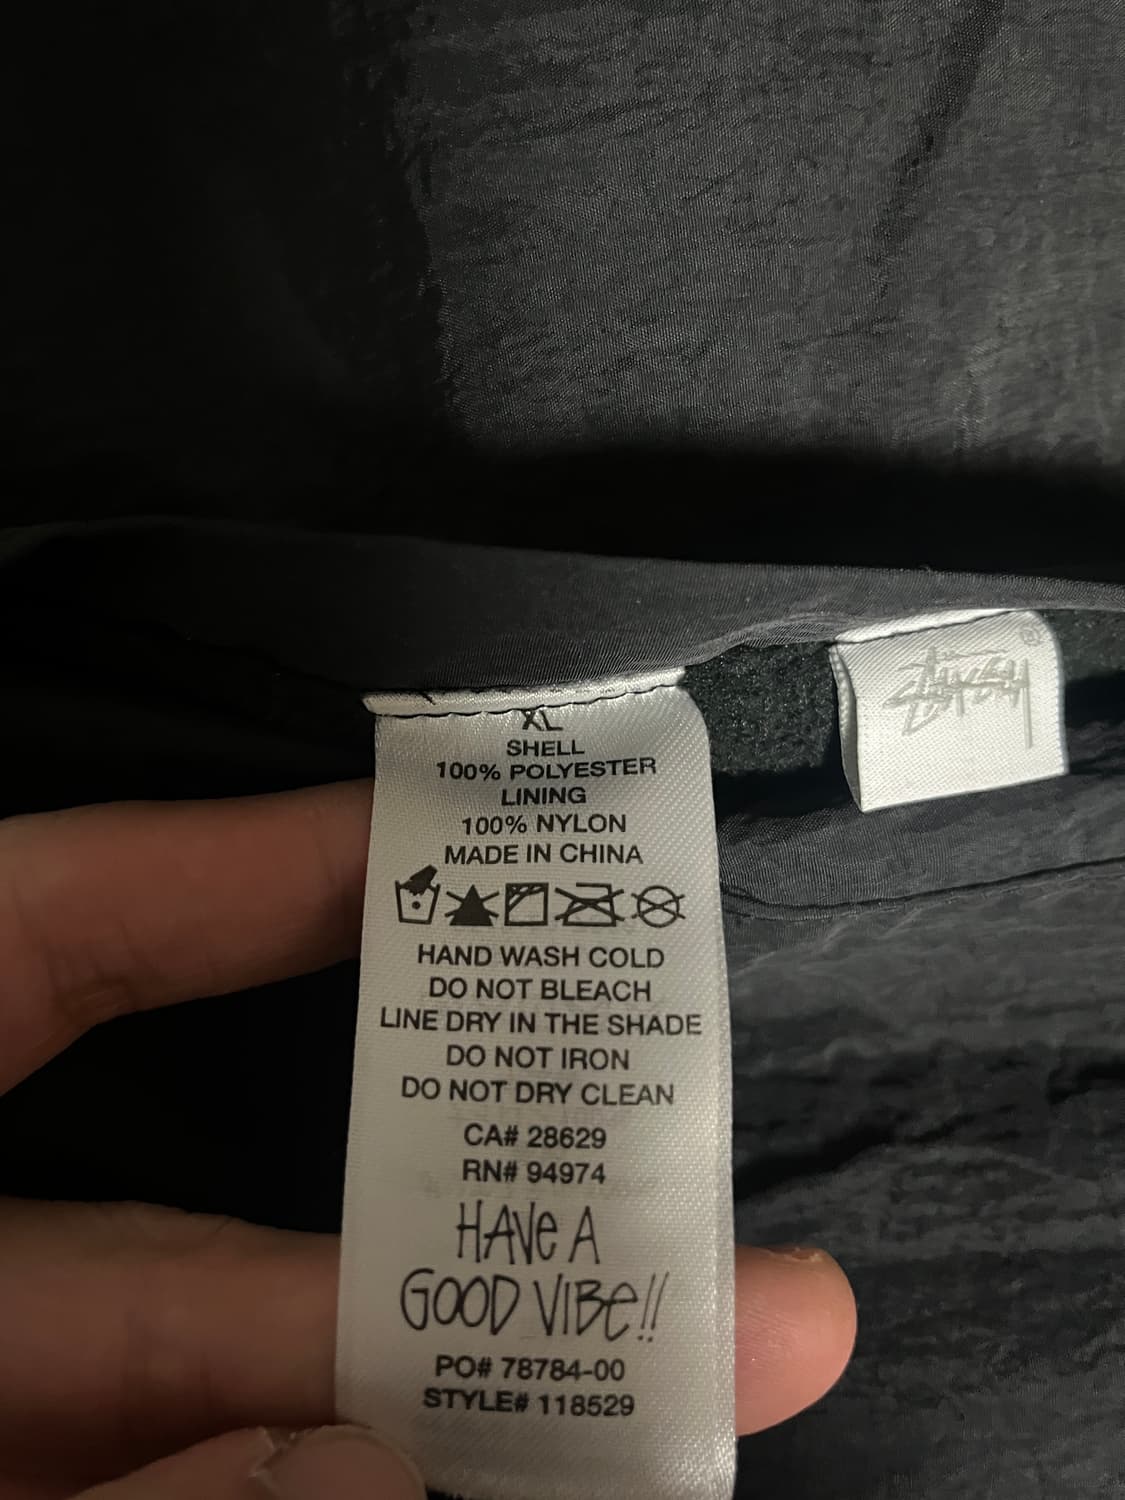 XL
SHELL
100% POLYESTER
LINING
100% NYLON
MADE IN CHINA
HAND WASH COLD
DO NOT BLEACH
LINE DRY IN THE SHADE
DO NOT IRON
DO NOT DRY CLEAN
CA# 28629
RN# 94974
HAVE A
GOOD VIBE!!
PO# 78784-00
STYLE# 118529
Stüssy ®